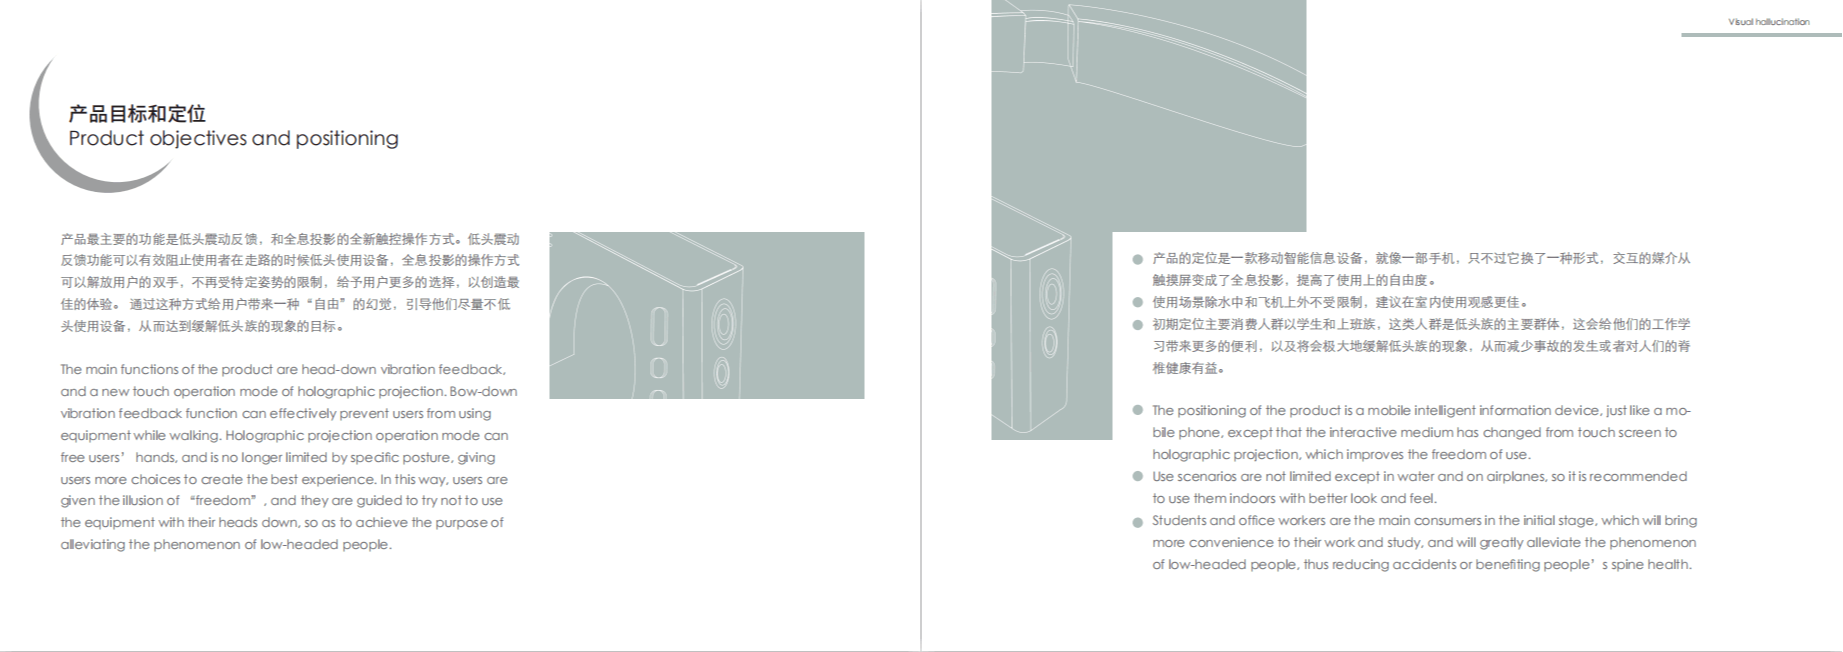 产品目标和定位
Product objectives and positioning
产品最主要的功能是低头震动反馈，和全息投影的全新触控操作方式。低头震动
反馈功能可以有效阻止使用者在走路的时候低头使用设备，全息投影的操作方式
可以解放用户的双手，不再受特定姿势的限制，给予用户更多的选择，以创造最
佳的体验。 通过这种方式给用户带来一种“自由”的幻觉，引导他们尽量不低
头使用设备，从而达到缓解低头族的现象的目标。
The main functions of the product are head-down vibration feedback,
and a new touch operation mode of holographic projection. Bow-down
vibration feedback function can effectively prevent users from using
equipment while walking. Holographic projection operation mode can
free users’ hands, and is no longer limited by specific posture, giving
users more choices to create the best experience. In this way, users are
given the illusion of “freedom”, and they are guided to try not to use
the equipment with their heads down, so as to achieve the purpose of
alleviating the phenomenon of low-headed people.
Visual hallucination
产品的定位是一款移动智能信息设备，就像一部手机，只不过它换了一种形式，交互的媒介从
触摸屏变成了全息投影，提高了使用上的自由度。
使用场景除水中和飞机上外不受限制，建议在室内使用观感更佳。
初期定位主要消费人群以学生和上班族，这类人群是低头族的主要群体，这会给他们的工作学
习带来更多的便利，以及将会极大地缓解低头族的现象，从而减少事故的发生或者对人们的脊
椎健康有益。
The positioning of the product is a mobile intelligent information device, just like a mo-
bile phone, except that the interactive medium has changed from touch screen to
holographic projection, which improves the freedom of use.
Use scenarios are not limited except in water and on airplanes, so it is recommended
to use them indoors with better look and feel.
Students and office workers are the main consumers in the initial stage, which will bring
more convenience to their work and study, and will greatly alleviate the phenomenon
of low-headed people, thus reducing accidents or benefiting people’s spine health.